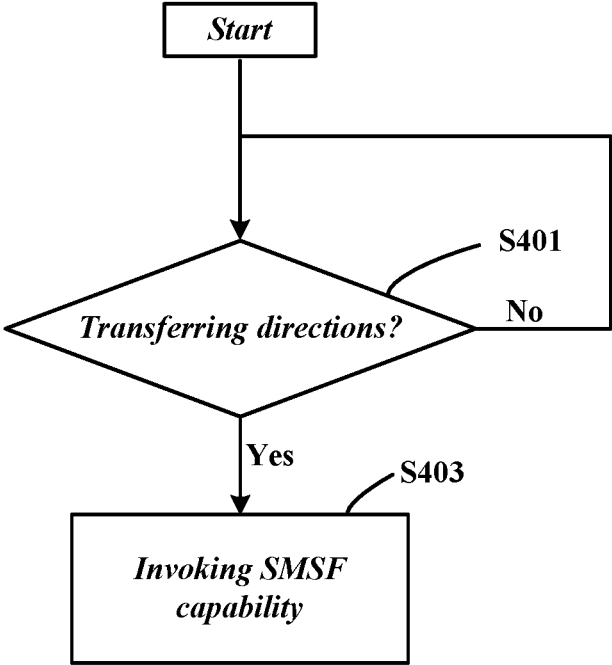 Start
S401
Transferring directions?
No
Yes
S403
Invoking SMSF
capability